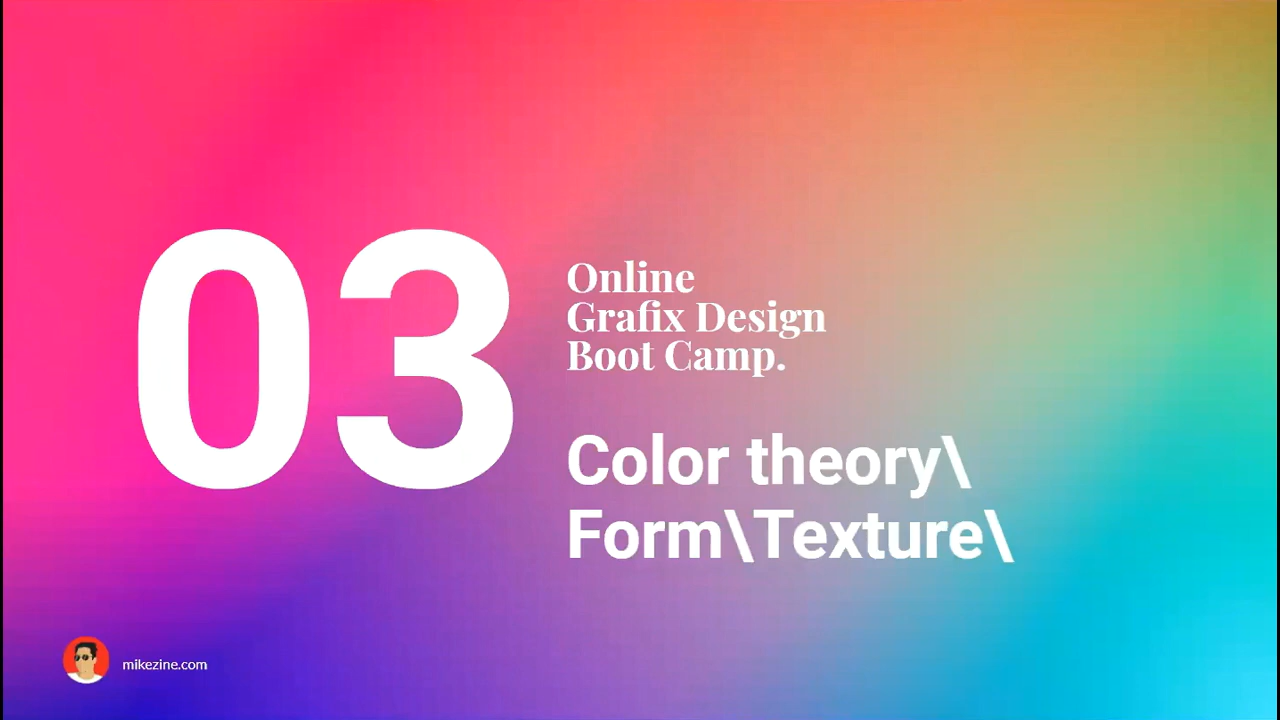 03
Online
Grafix Design
Boot Camp.
Color theory\
Form\Texture\
mikezine.com